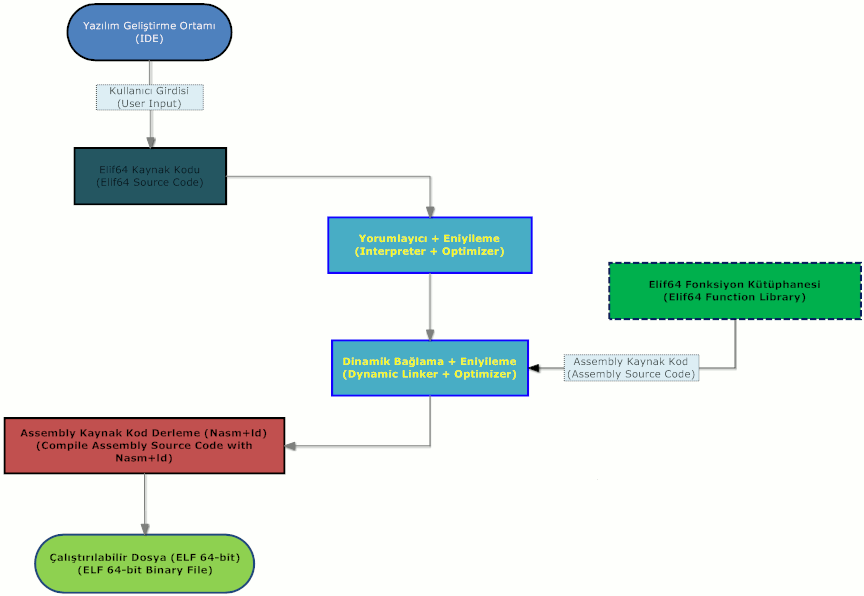 Yazılım Geliştirme Ortamı
(IDE)
Kullanıcı Girdisi
(User Input)
Elif64 Kaynak Kodu
(Elif64 Source Code)
Yorumlayıcı + Eniyileme
(Interpreter + Optimizer)
Elif64 Fonksiyon Kütüphanesi
(Elif64 Function Library)
Dinamik Bağlama + Eniyileme
(Dynamic Linker + Optimizer)
Assembly Kaynak Kod
(Assembly Source Code)
Assembly Kaynak Kod Derleme (Nasm+ld)
(Compile Assembly Source Code with
Nasm+ld)
Çalıştırılabilir Dosya (ELF 64-bit)
(ELF 64-bit Binary File)